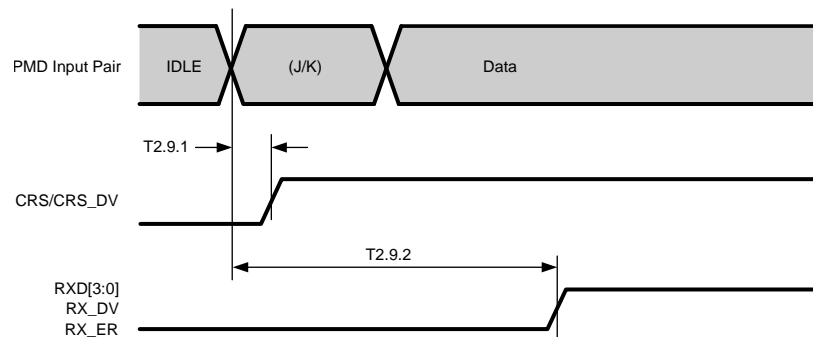 PMD Input Pair
IDLE
(J/K)
Data
T2.9.1
CRS/CRS_DV
T2.9.2
RXD[3:0]
RX_DV
RX_ER